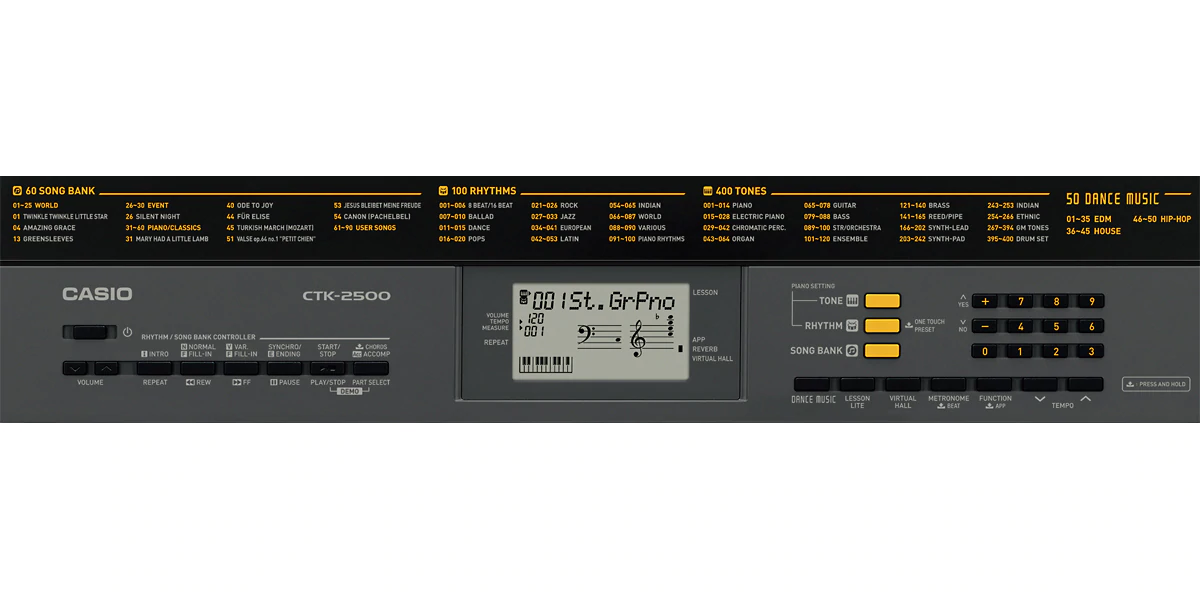 60 SONG BANK
01~25 WORLD
01 TWINKLE TWINKLE LITTLE STAR
04 AMAZING GRACE
13 GREENSLEEVES
26~30 EVENT
26 SILENT NIGHT
31~60 PIANO/CLASSICS
31 MARY HAD A LITTLE LAMB
40 ODE TO JOY
44 FÜR ELISE
45 TURKISH MARCH (MOZART)
51 VALSE op.64 no.1 "PETIT CHIEN"
53 JESUS BLEIBET MEINE FREUDE
54 CANON (PACHELBEL)
61~90 USER SONGS
100 RHYTHMS
001~006 8 BEAT/16 BEAT
007~010 BALLAD
011~015 DANCE
016~020 POPS
021~026 ROCK
027~033 JAZZ
034~041 EUROPEAN
042~053 LATIN
054~065 INDIAN
066~087 WORLD
088~090 VARIOUS
091~100 PIANO RHYTHMS
400 TONES
001~014 PIANO
015~028 ELECTRIC PIANO
029~042 CHROMATIC PERC.
043~064 ORGAN
065~078 GUITAR
079~088 BASS
089~100 STR/ORCHESTRA
101~120 ENSEMBLE
121~140 BRASS
141~165 REED/PIPE
166~202 SYNTH-LEAD
203~242 SYNTH-PAD
243~253 INDIAN
254~266 ETHNIC
267~394 GM TONES
395~400 DRUM SET
50 DANCE MUSIC
01~35 EDM
36~45 HOUSE
46~50 HIP-HOP
CASIO
CTK-2500
RHYTHM / SONG BANK CONTROLLER
I INTRO
N NORMAL
F FILL-IN
V VAR.
F FILL-IN
SYNCHRO/
E ENDING
START/
STOP
CHORDS
Acc ACCOMP
VOLUME
REPEAT
REW
FF
PAUSE
PLAY/STOP
PART SELECT
DEMO
VOLUME
TEMPO
MEASURE
REPEAT
001St.GrPno
120
001
LESSON
APP
REVERB
VIRTUAL HALL
PIANO SETTING
TONE
RHYTHM
ONE TOUCH
PRESET
SONG BANK
YES
NO
+ 7 8 9
− 4 5 6
0 1 2 3
DANCE MUSIC
LESSON
LITE
VIRTUAL
HALL
METRONOME
BEAT
FUNCTION
APP
TEMPO
: PRESS AND HOLD